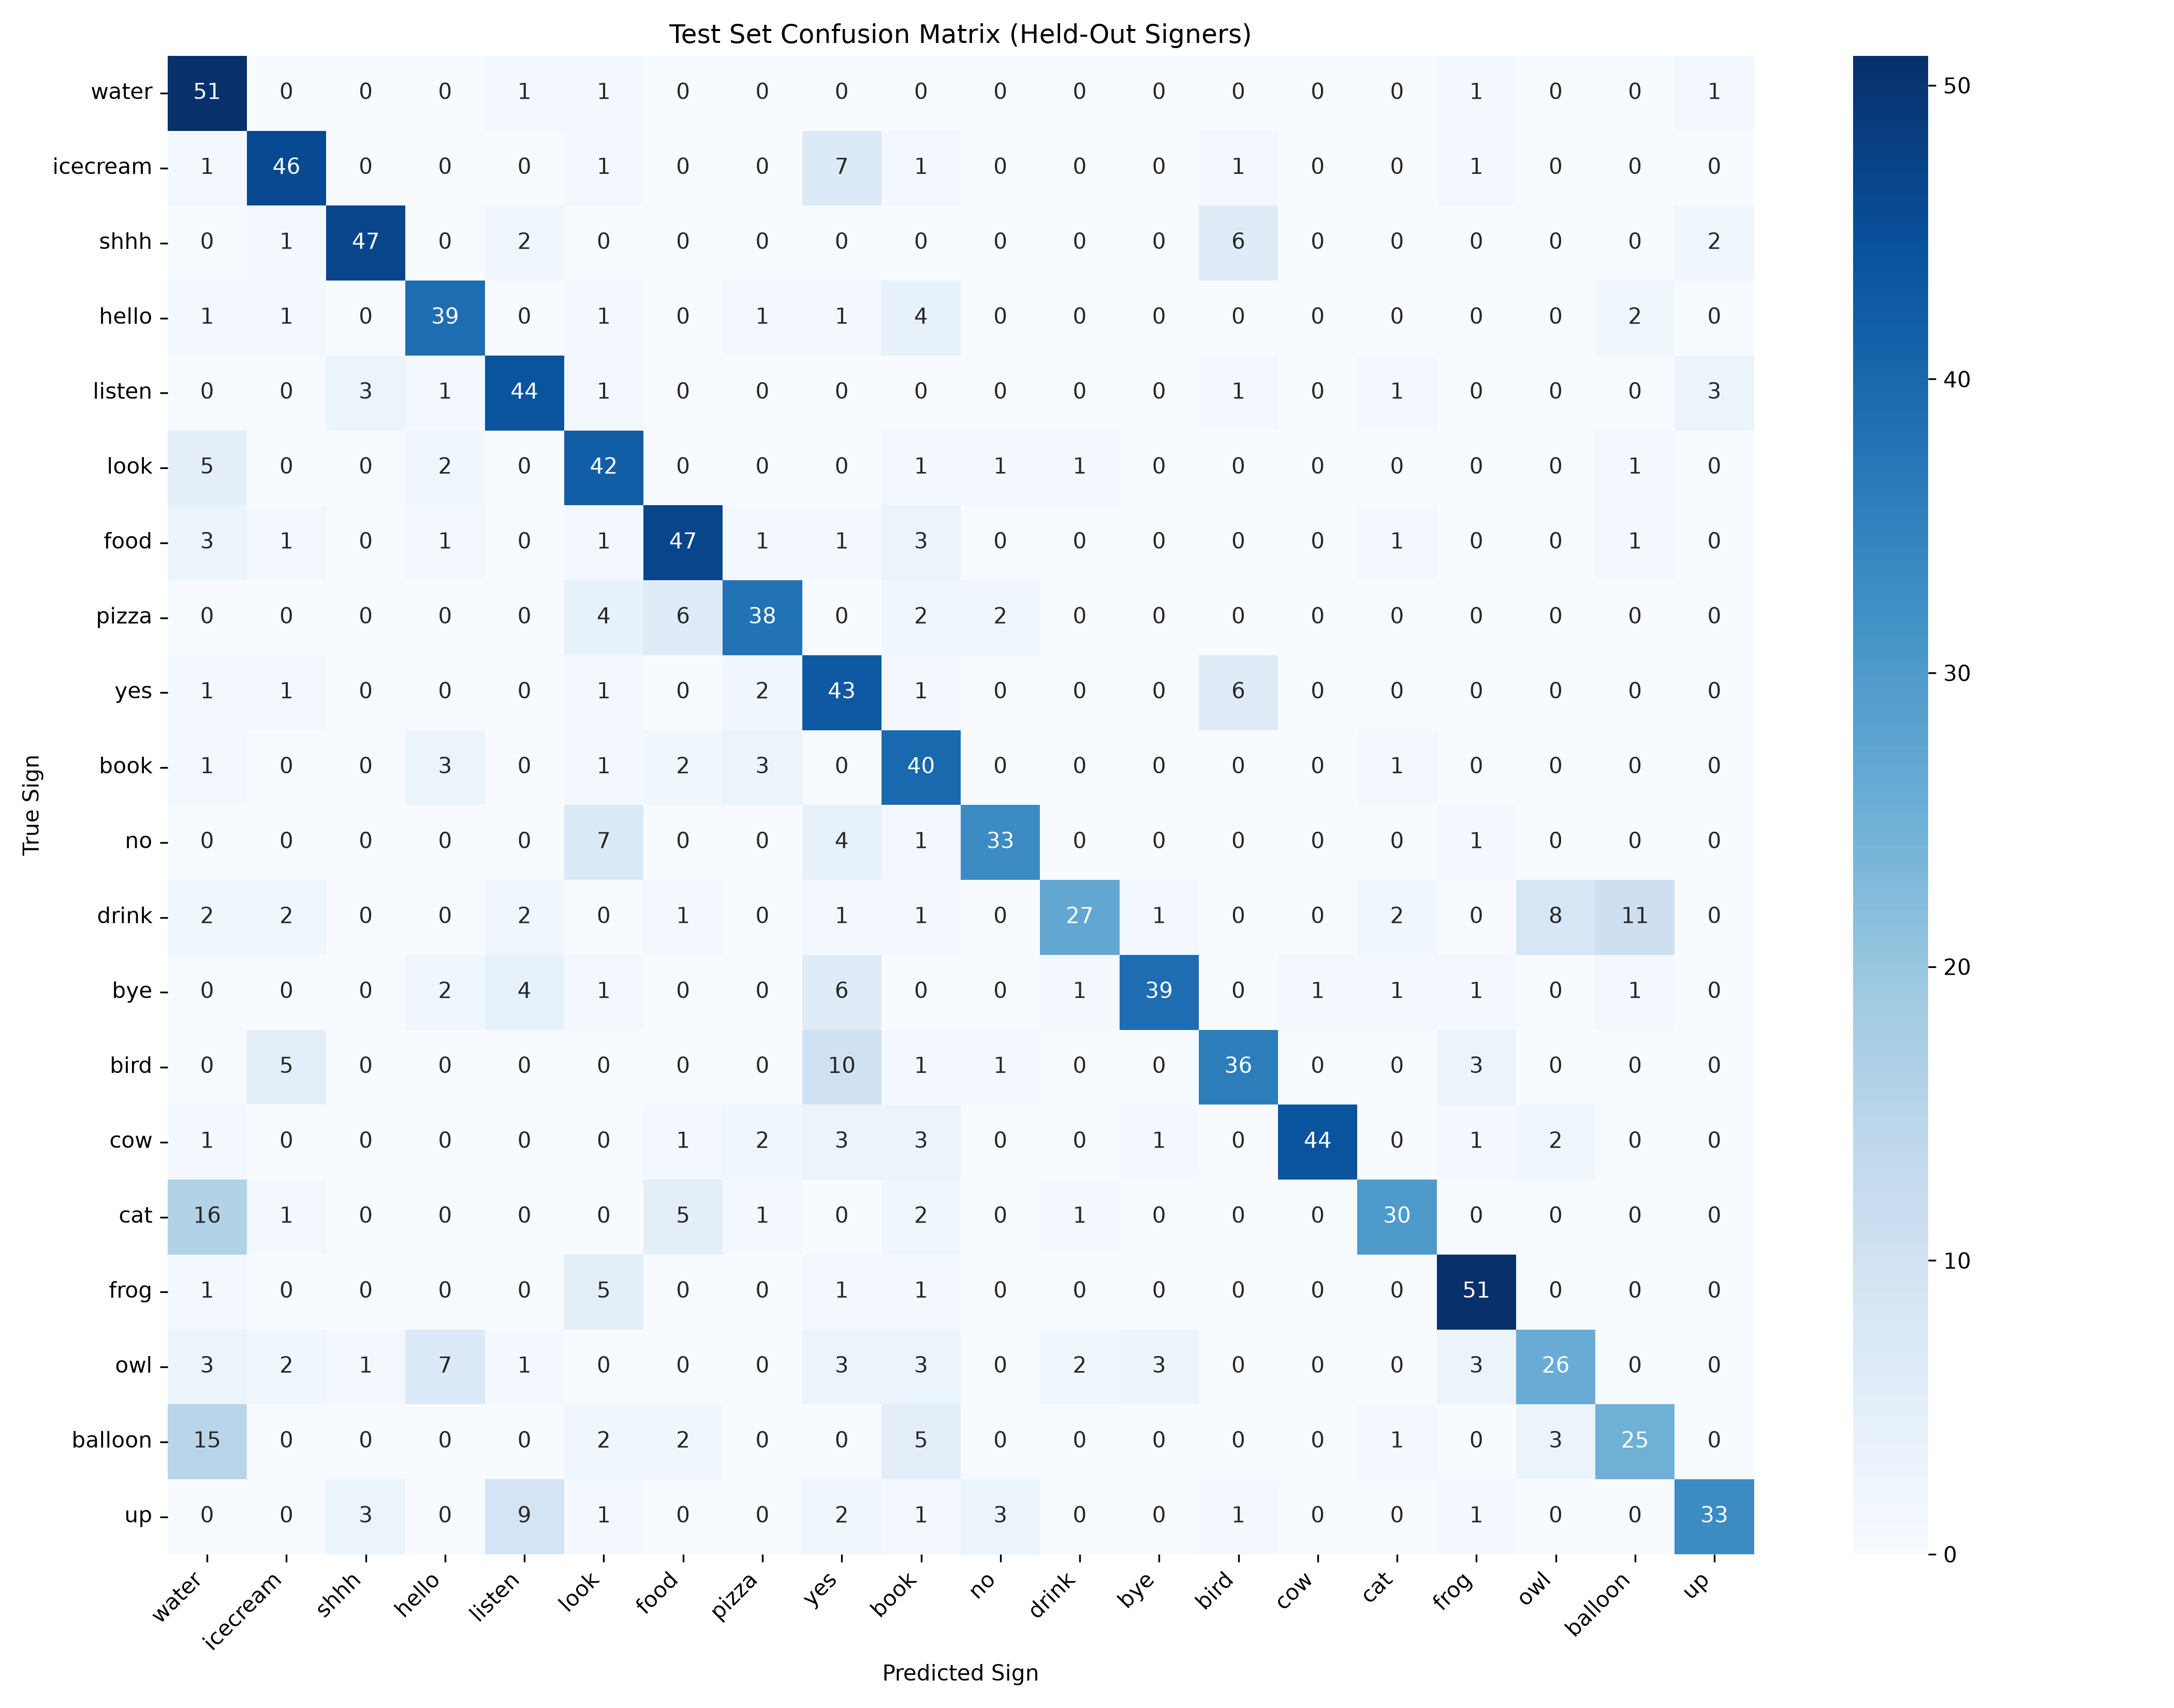 Test Set Confusion Matrix (Held-Out Signers)
True Sign
water 51 0 0 0 1 1 0 0 0 0 0 0 0 0 0 0 1 0 0 1
icecream 1 46 0 0 0 1 0 0 7 1 0 0 0 1 0 0 1 0 0 0
shhh 0 1 47 0 2 0 0 0 0 0 0 0 0 6 0 0 0 0 0 2
hello 1 1 0 39 0 1 0 1 1 4 0 0 0 0 0 0 0 0 2 0
listen 0 0 3 1 44 1 0 0 0 0 0 0 0 1 0 1 0 0 0 3
look 5 0 0 2 0 42 0 0 0 1 1 1 0 0 0 0 0 0 1 0
food 3 1 0 1 0 1 47 1 1 3 0 0 0 0 0 1 0 0 1 0
pizza 0 0 0 0 0 4 6 38 0 2 2 0 0 0 0 0 0 0 0 0
yes 1 1 0 0 0 1 0 2 43 1 0 0 0 6 0 0 0 0 0 0
book 1 0 0 3 0 1 2 3 0 40 0 0 0 0 0 1 0 0 0 0
no 0 0 0 0 0 7 0 0 4 1 33 0 0 0 0 0 1 0 0 0
drink 2 2 0 0 2 0 1 0 1 1 0 27 1 0 0 2 0 8 11 0
bye 0 0 0 2 4 1 0 0 6 0 0 1 39 0 1 1 1 0 1 0
bird 0 5 0 0 0 0 0 0 10 1 1 0 0 36 0 0 3 0 0 0
cow 1 0 0 0 0 0 1 2 3 3 0 0 1 0 44 0 1 2 0 0
cat 16 1 0 0 0 0 5 1 0 2 0 1 0 0 0 30 0 0 0 0
frog 1 0 0 0 0 5 0 0 1 1 0 0 0 0 0 0 51 0 0 0
owl 3 2 1 7 1 0 0 0 3 3 0 2 3 0 0 0 3 26 0 0
balloon 15 0 0 0 0 2 2 0 0 5 0 0 0 0 0 1 0 3 25 0
up 0 0 3 0 9 1 0 0 2 1 3 0 0 1 0 0 1 0 0 33
water icecream shhh hello listen look food pizza yes book no drink bye bird cow cat frog owl balloon up
Predicted Sign
50
40
30
20
10
0